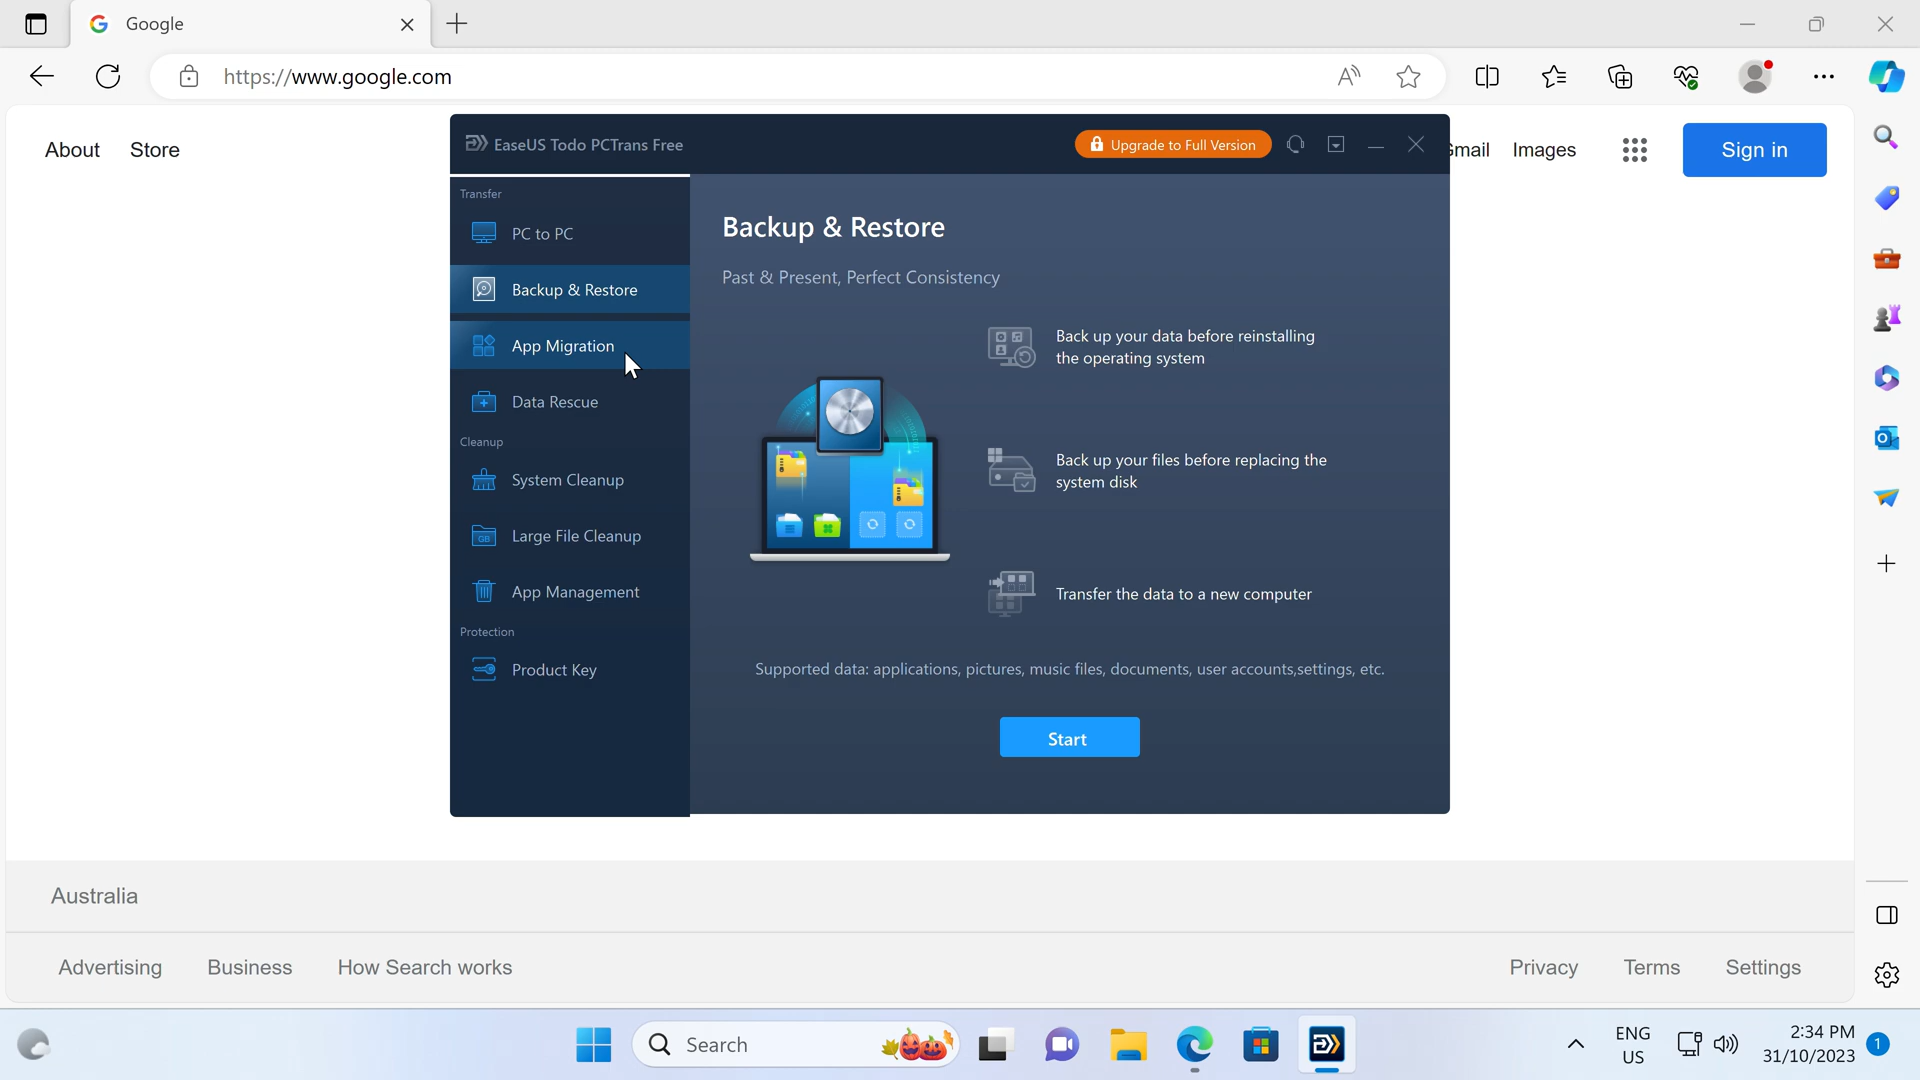 Google
https://www.google.com
About
Store
Gmail
Images
Sign in
EaseUS Todo PCTrans Free
Upgrade to Full Version
Transfer
PC to PC
Backup & Restore
App Migration
Data Rescue
Cleanup
System Cleanup
GB
Large File Cleanup
App Management
Protection
Product Key
Backup & Restore
Past & Present, Perfect Consistency
Back up your data before reinstalling
the operating system
Back up your files before replacing the
system disk
Transfer the data to a new computer
Supported data: applications, pictures, music files, documents, user accounts,settings, etc.
Start
Australia
Advertising
Business
How Search works
Privacy
Terms
Settings
Search
ENG
US
2:34 PM
31/10/2023
1